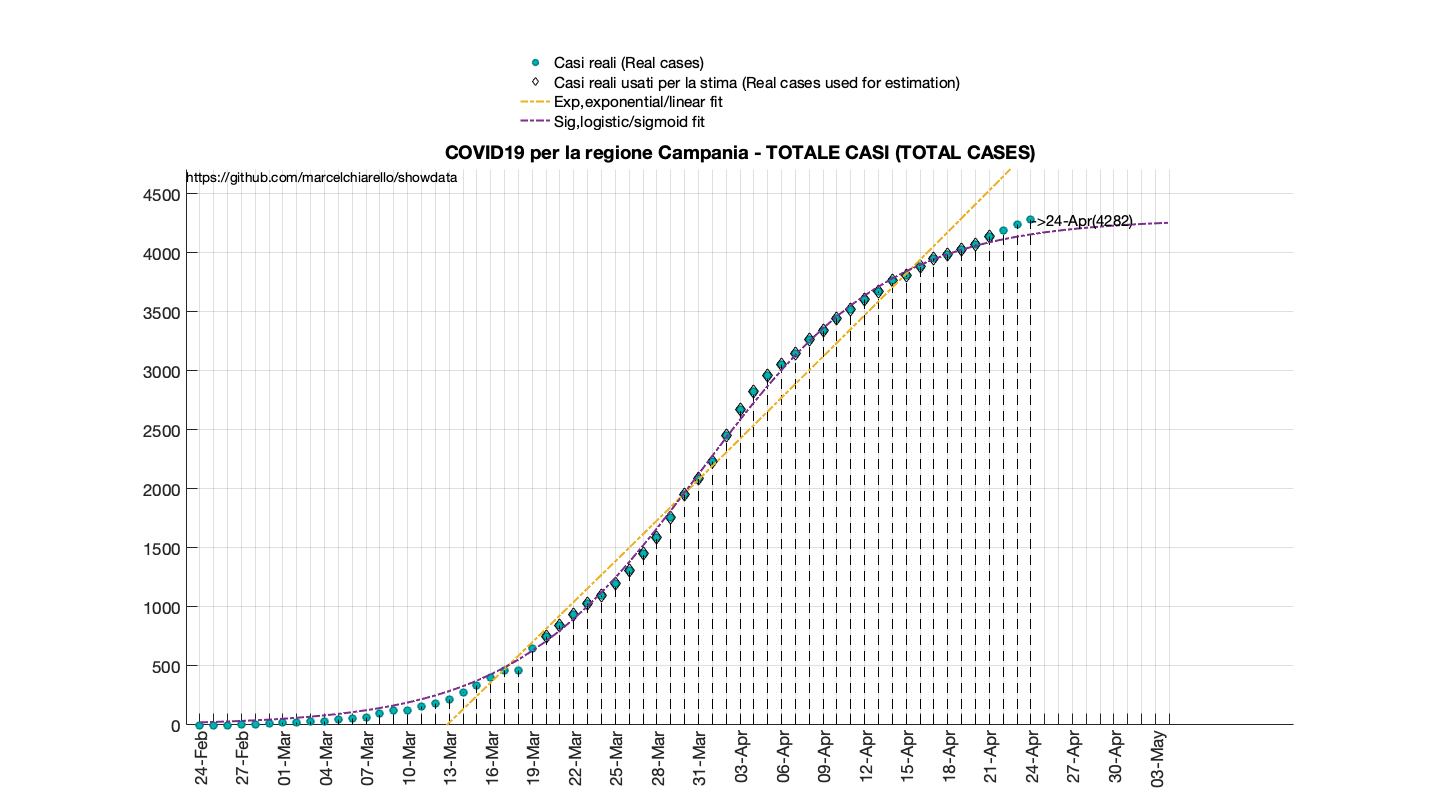 Casi reali (Real cases)
Casi reali usati per la stima (Real cases used for estimation)
Exp,exponential/linear fit
Sig,logistic/sigmoid fit
COVID19 per la regione Campania - TOTALE CASI (TOTAL CASES)
https://github.com/marcelchiarello/showdata
4500
4000
3500
3000
2500
2000
1500
1000
500
0
->24-Apr(4282)
24-Feb
27-Feb
01-Mar
04-Mar
07-Mar
10-Mar
13-Mar
16-Mar
19-Mar
22-Mar
25-Mar
28-Mar
31-Mar
03-Apr
06-Apr
09-Apr
12-Apr
15-Apr
18-Apr
21-Apr
24-Apr
27-Apr
30-Apr
03-May